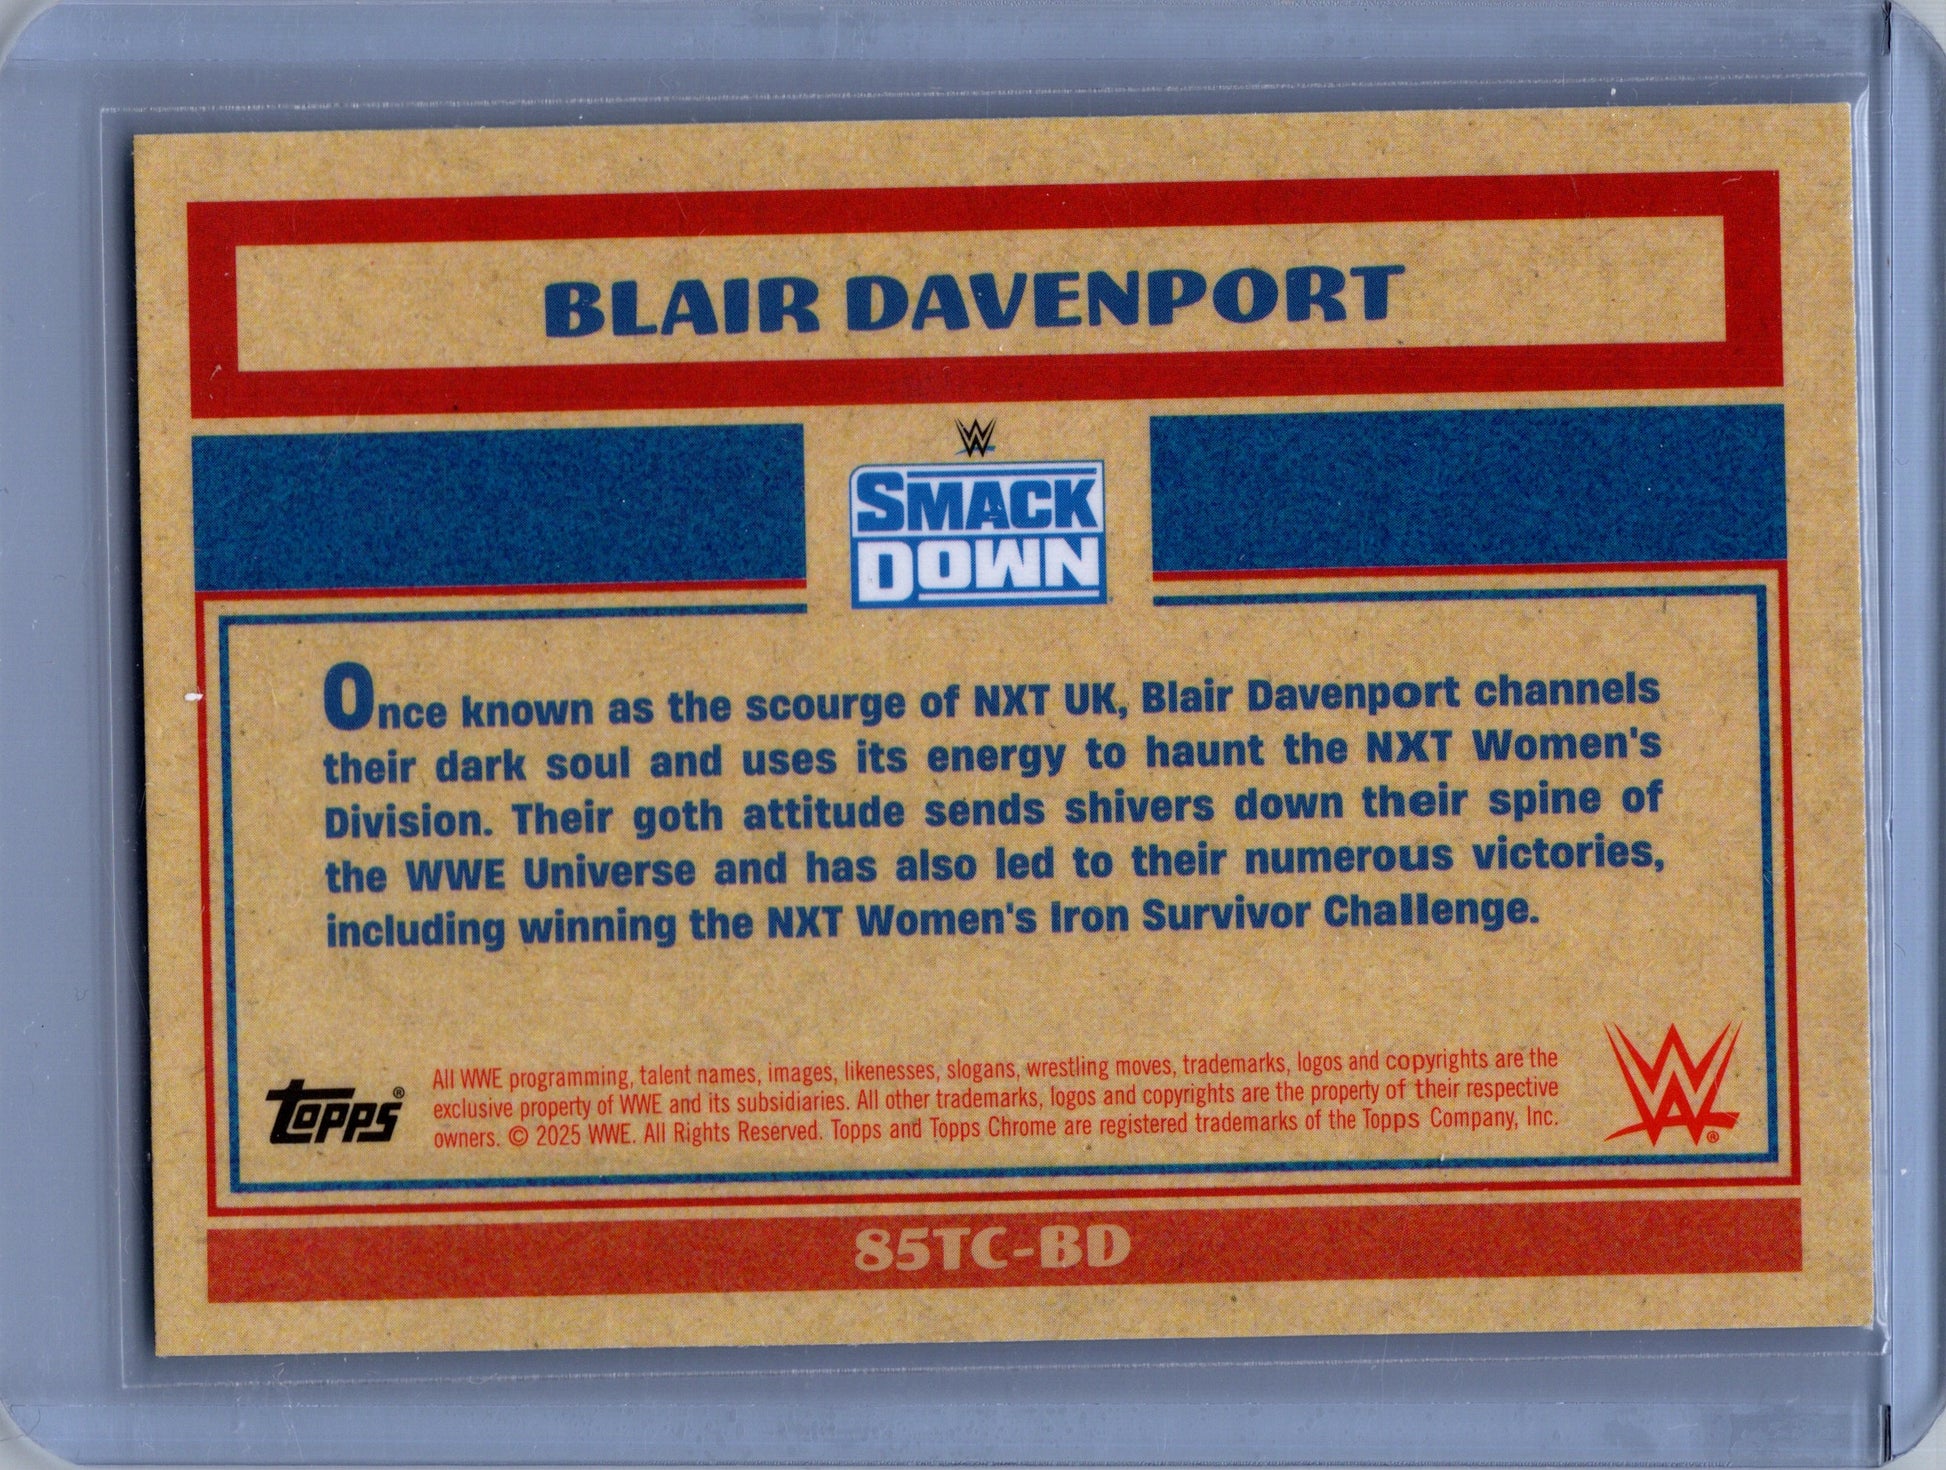 BLAIR DAVENPORT
W
SMACK
DOWN
Once known as the scourge of NXT UK, Blair Davenport channels
their dark soul and uses its energy to haunt the NXT Women's
Division. Their goth attitude sends shivers down their spine of
the WWE Universe and has also led to their numerous victories,
including winning the NXT Women's Iron Survivor Challenge.
All WWE programming, talent names, images, likenesses, slogans, wrestling moves, trademarks, logos and copyrights are the
exclusive property of WWE and its subsidiaries. All other trademarks, logos and copyrights are the property of their respective
owners. © 2025 WWE. All Rights Reserved. Topps and Topps Chrome are registered trademarks of the Topps Company, Inc.
Topps®
W®
85TC-BD